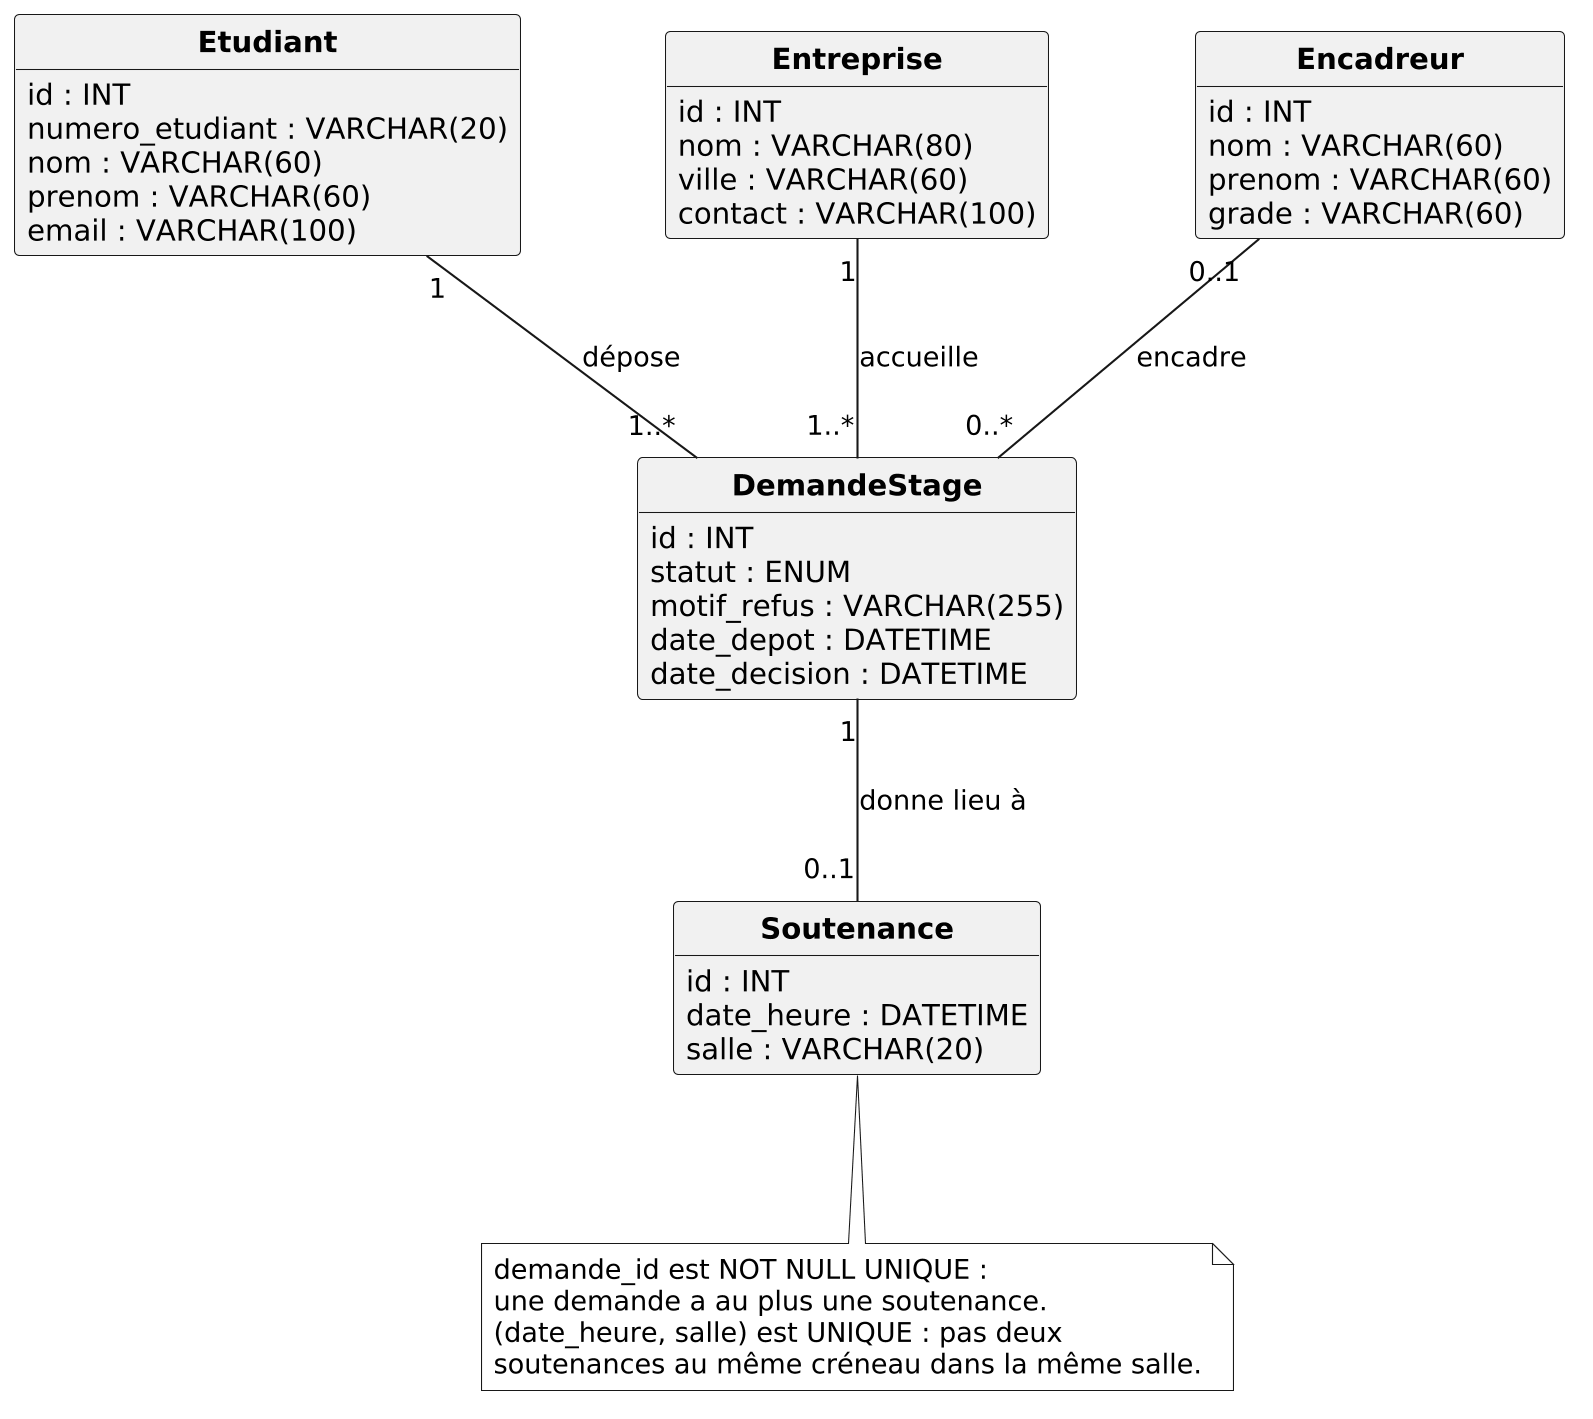 Etudiant
id : INT
numero_etudiant : VARCHAR(20)
nom : VARCHAR(60)
prenom : VARCHAR(60)
email : VARCHAR(100)
Entreprise
id : INT
nom : VARCHAR(80)
ville : VARCHAR(60)
contact : VARCHAR(100)
Encadreur
id : INT
nom : VARCHAR(60)
prenom : VARCHAR(60)
grade : VARCHAR(60)
1
1
0..1
dépose
accueille
encadre
1..*
1..*
0..*
DemandeStage
id : INT
statut : ENUM
motif_refus : VARCHAR(255)
date_depot : DATETIME
date_decision : DATETIME
1
donne lieu à
0..1
Soutenance
id : INT
date_heure : DATETIME
salle : VARCHAR(20)
demande_id est NOT NULL UNIQUE :
une demande a au plus une soutenance.
(date_heure, salle) est UNIQUE : pas deux
soutenances au même créneau dans la même salle.